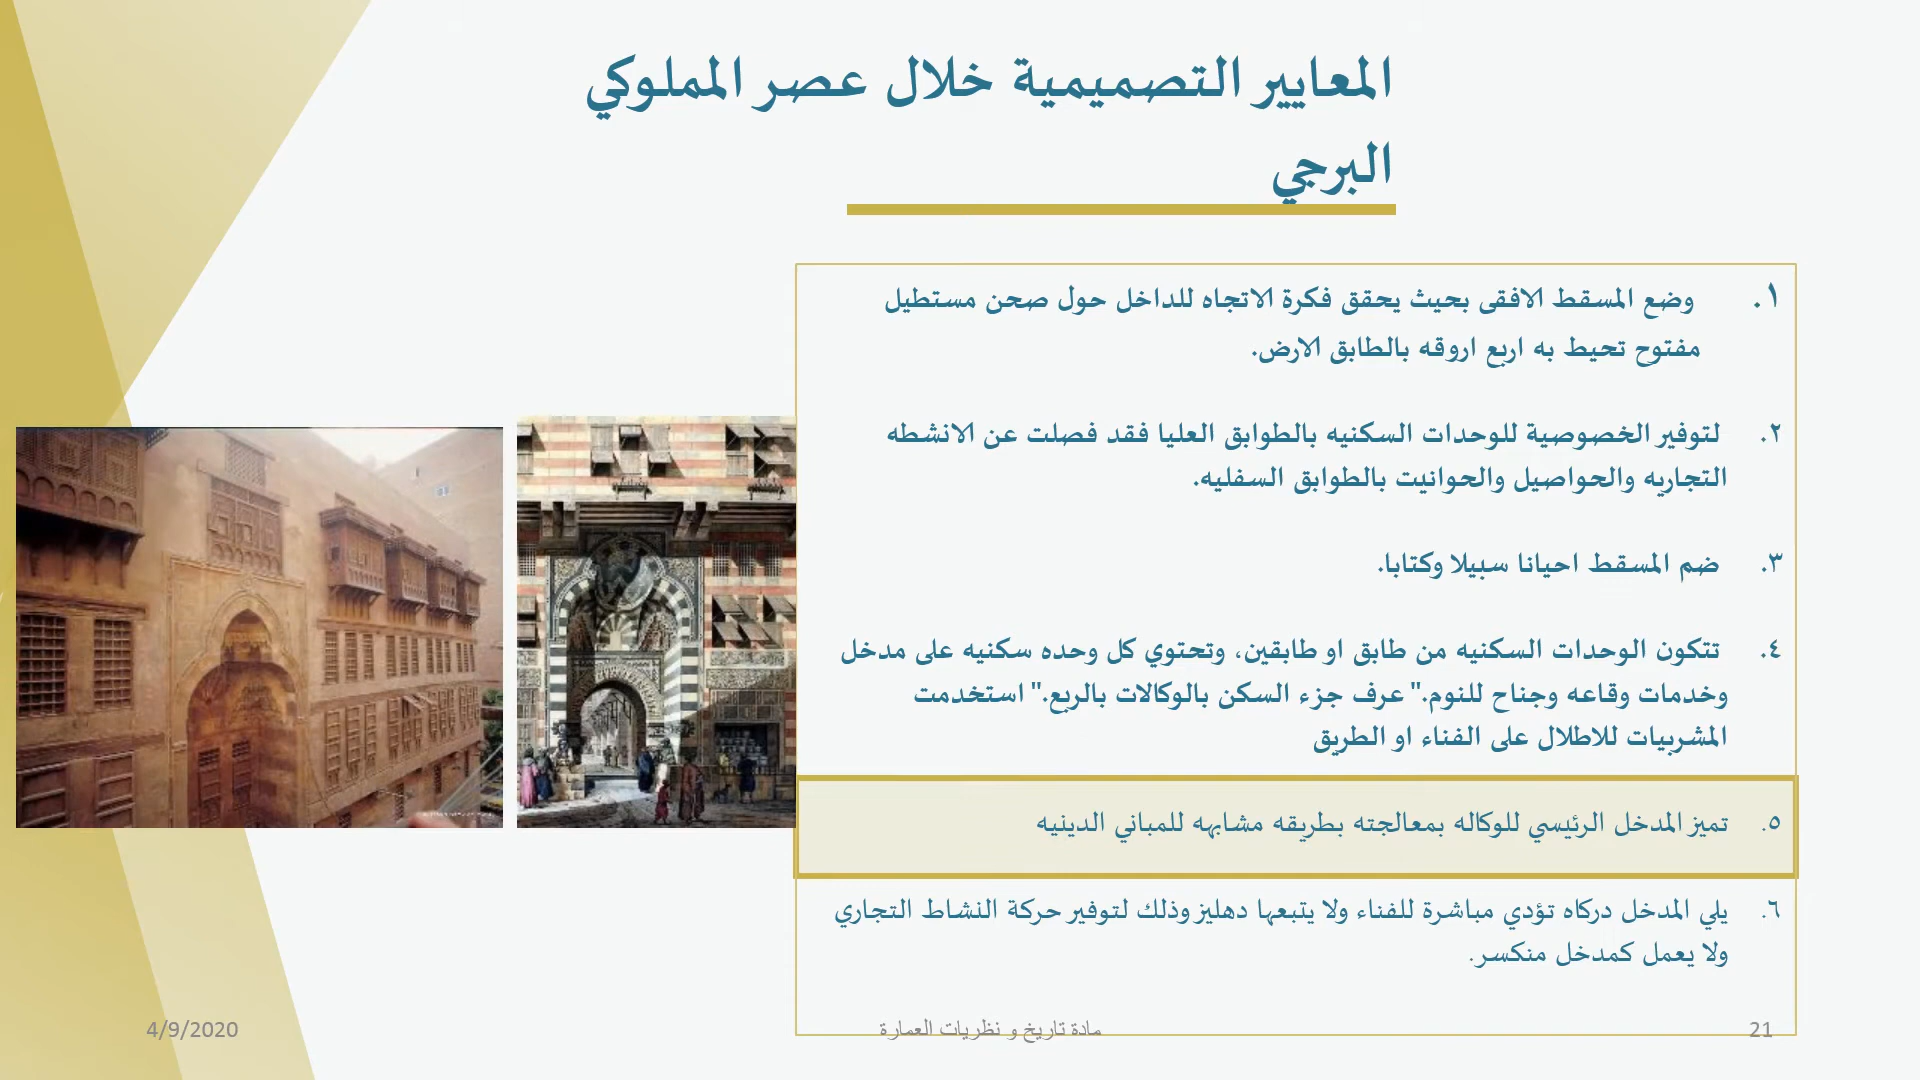 المعايير التصميمية خلال عصر المملوكي
البرجي
١. وضع المسقط الافقى بحيث يحقق فكرة الاتجاه للداخل حول صحن مستطيل
مفتوح تحيط به اربع اروقه بالطابق الارض.
٢. لتوفير الخصوصية للوحدات السكنيه بالطوابق العليا فقد فصلت عن الانشطه
التجاريه والحواصيل والحوانيت بالطوابق السفليه.
٣. ضم المسقط احيانا سبيلا وكتابا.
٤. تتكون الوحدات السكنيه من طابق او طابقين، وتحتوي كل وحده سكنيه على مدخل
وخدمات وقاعه وجناح للنوم." عرف جزء السكن بالوكالات بالربع." استخدمت
المشربيات للاطلال على الفناء او الطريق
٥. تميز المدخل الرئيسي للوكاله بمعالجته بطريقه مشابهه للمباني الدينيه
٦. يلي المدخل دركاه تؤدي مباشرة للفناء ولا يتبعها دهليز وذلك لتوفير حركة النشاط التجاري
ولا يعمل كمدخل منكسر.
4/9/2020
مادة تاريخ و نظريات العمارة
21